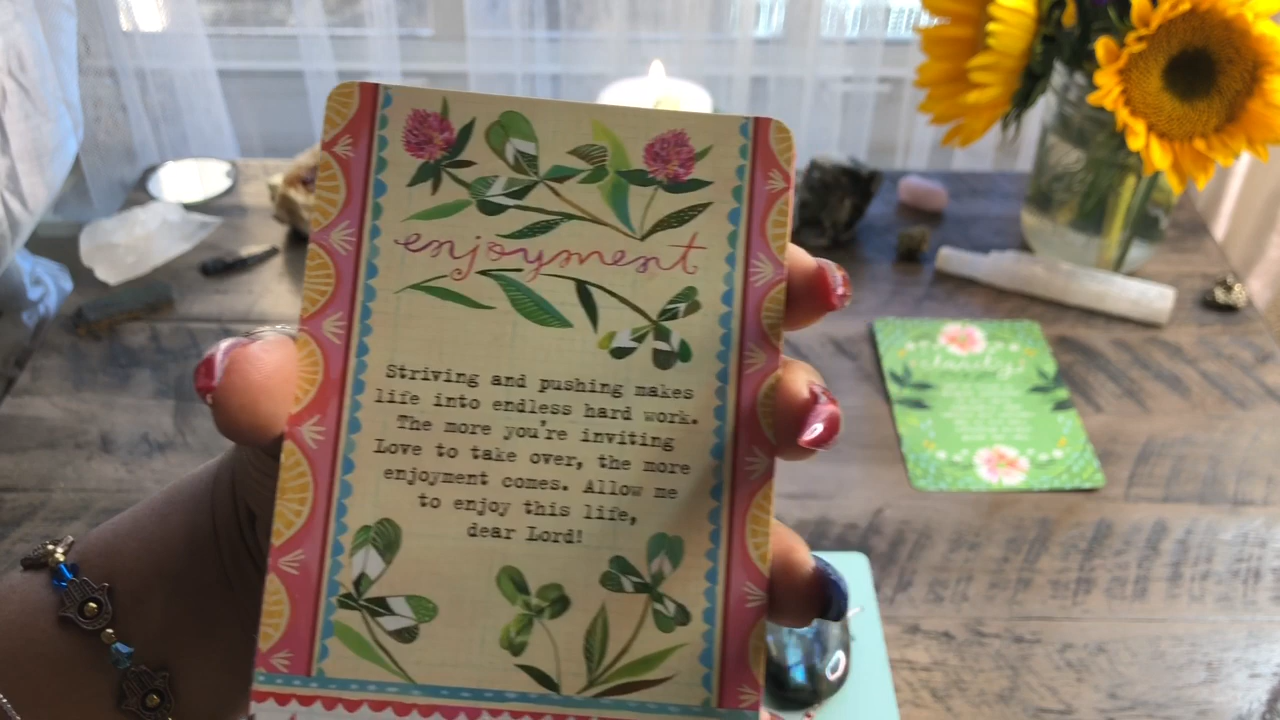 enjoyment
Striving and pushing makes
life into endless hard work.
The more you're inviting
Love to take over, the more
enjoyment comes. Allow me
to enjoy this life,
dear Lord!